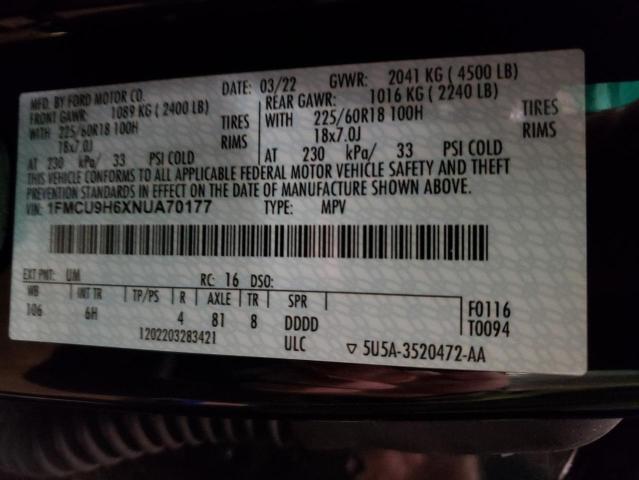 MFD. BY FORD MOTOR CO. DATE: 03/22 GVWR: 2041 KG ( 4500 LB)
FRONT GAWR: 1089 KG ( 2400 LB) REAR GAWR: 1016 KG ( 2240 LB)
WITH 225/60R18 100H TIRES WITH 225/60R18 100H TIRES
18x7.0J RIMS 18x7.0J RIMS
AT 230 kPa/ 33 PSI COLD AT 230 kPa/ 33 PSI COLD
THIS VEHICLE CONFORMS TO ALL APPLICABLE FEDERAL MOTOR VEHICLE SAFETY AND THEFT
PREVENTION STANDARDS IN EFFECT ON THE DATE OF MANUFACTURE SHOWN ABOVE.
VIN: 1FMCU9H6XNUA70177 TYPE: MPV
EXT PNT: UM RC: 16 DSO:
WB INT TR TP/PS R AXLE TR SPR F0116
106 6H 4 81 8 DDDD T0094
1202203283421 ULC ▽ 5U5A-3520472-AA